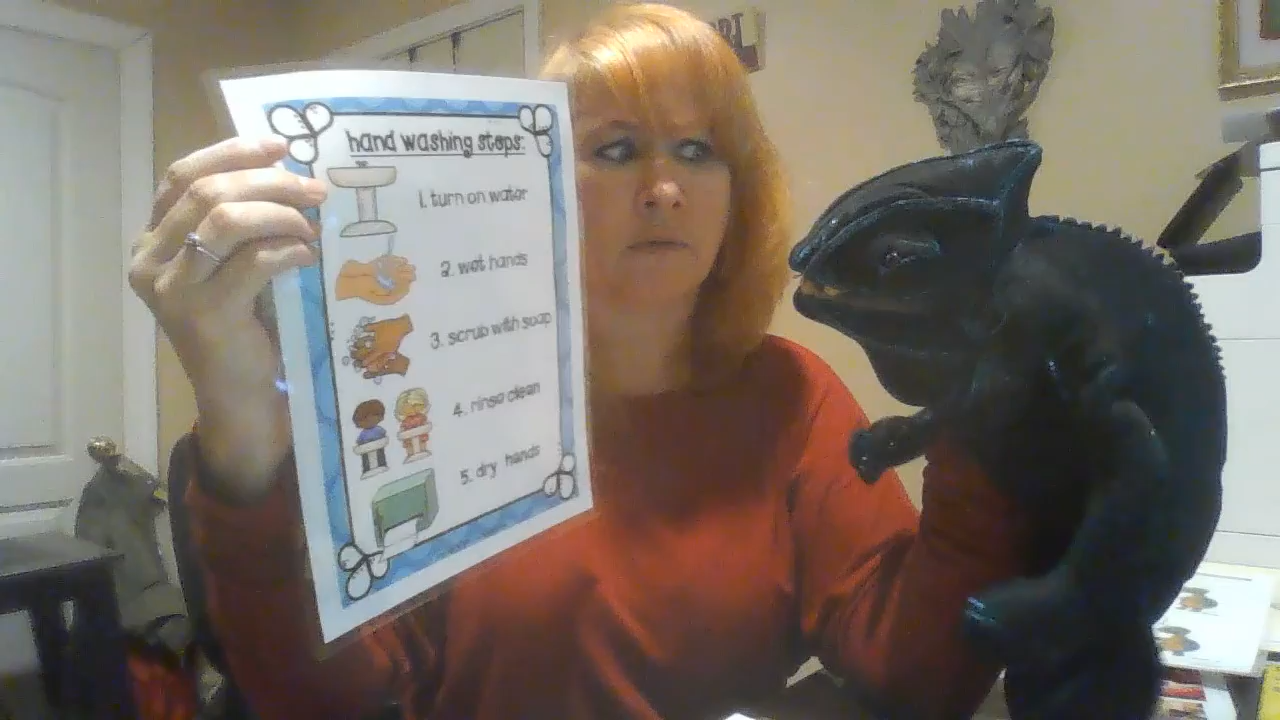 hand washing steps:
1. turn on water
2. wet hands
3. scrub with soap
4. rinse clean
5. dry hands